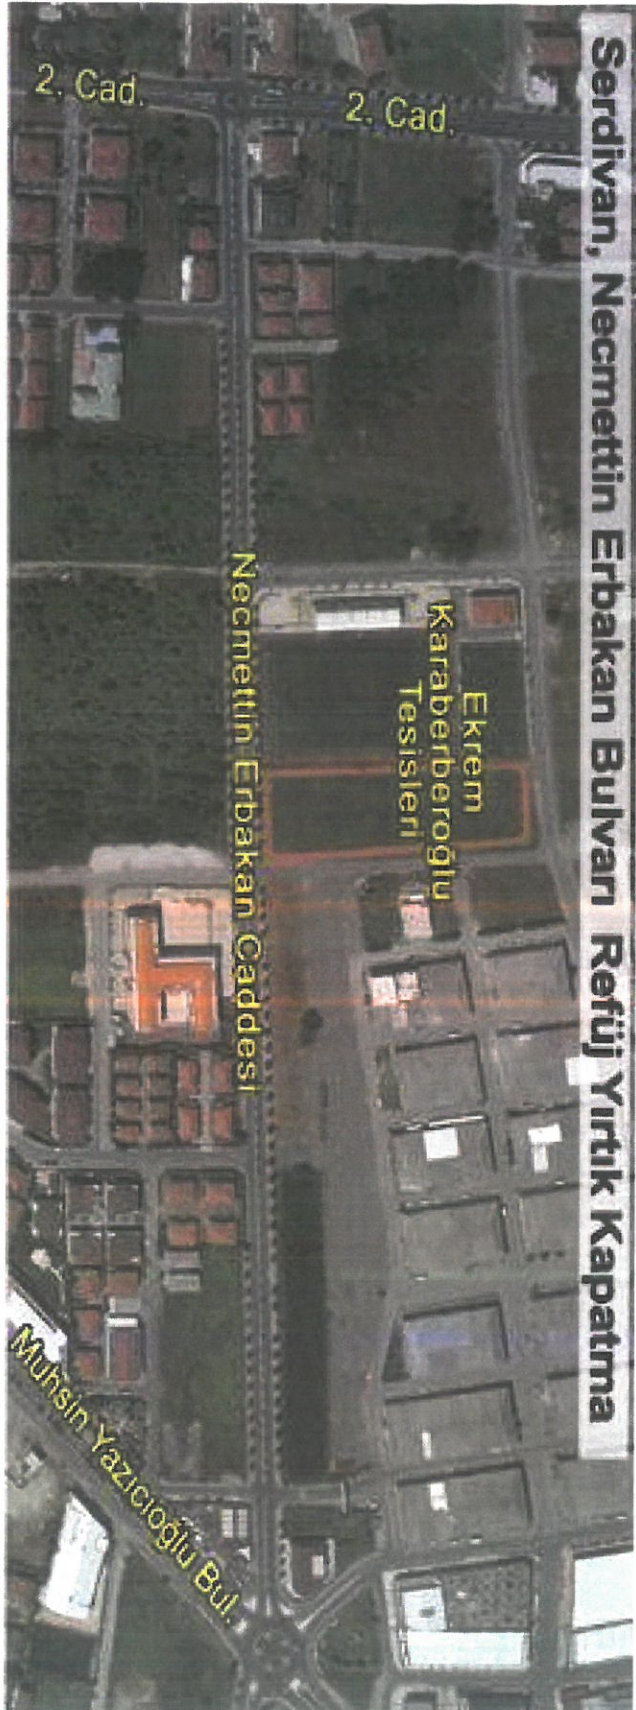 Serdivan, Necmettin Erbakan Bulvarı Refüj Yırtık Kapatma
2. Cad.
2. Cad.
Ekrem
Karaberberoğlu
Tesisleri
Necmettin Erbakan Caddesi
Muhsin Yazıcıoğlu Bul.